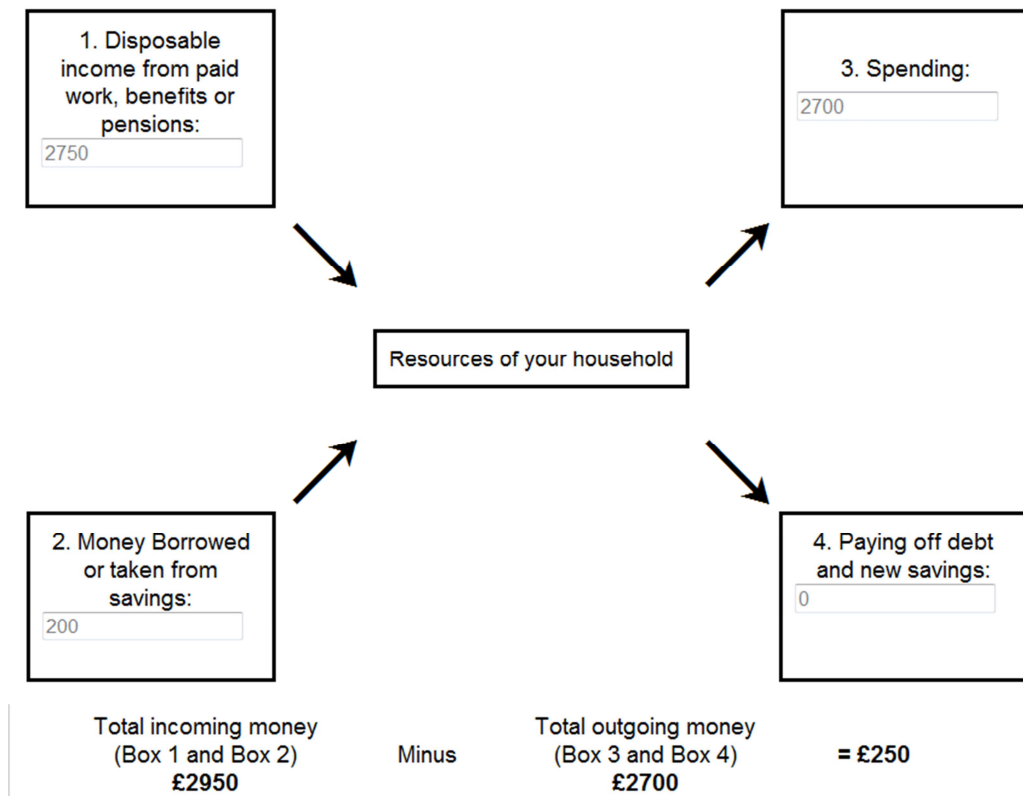 1. Disposable
income from paid
work, benefits or
pensions:
2750
3. Spending:
2700
Resources of your household
2. Money Borrowed
or taken from
savings:
200
4. Paying off debt
and new savings:
0
Total incoming money
(Box 1 and Box 2)
£2950
Minus
Total outgoing money
(Box 3 and Box 4)
£2700
= £250